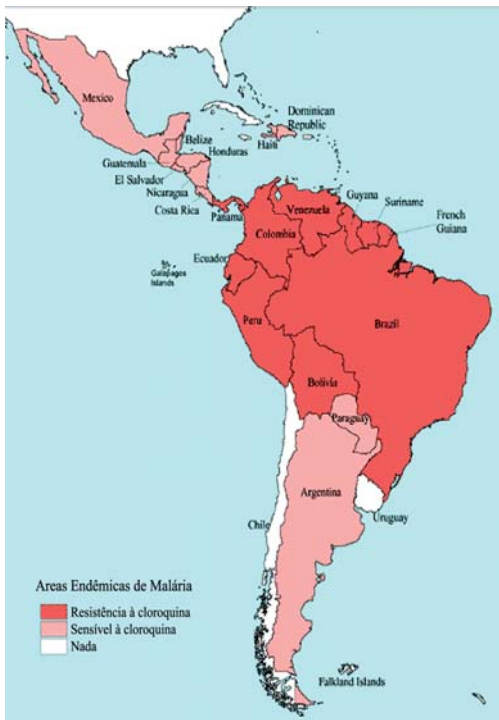 Mexico
Dominican
Republic
Belize
Haiti
Honduras
Guatemala
El Salvador
Nicaragua
Costa Rica
Panama
Venezuela
Guyana
Suriname
French
Guiana
Colombia
Ecuador
Galapagos
Islands
Peru
Brazil
Bolivia
Paraguay
Argentina
Chile
Uruguay
Areas Endêmicas de Malária
Resistência à cloroquina
Sensível à cloroquina
Nada
Falkland Islands